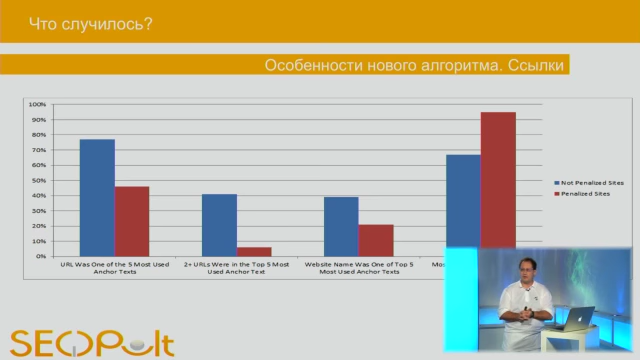 Что случилось?
Особенности нового алгоритма. Ссылки
100%
90%
80%
70%
60%
50%
40%
30%
20%
10%
0%
URL Was One of the 5 Most Used
Anchor Texts
2+ URLs Were in the Top 5 Most
Used Anchor Text
Website Name Was One of Top 5
Most Used Anchor Texts
Not Penalized Sites
Penalized Sites
SEOPult